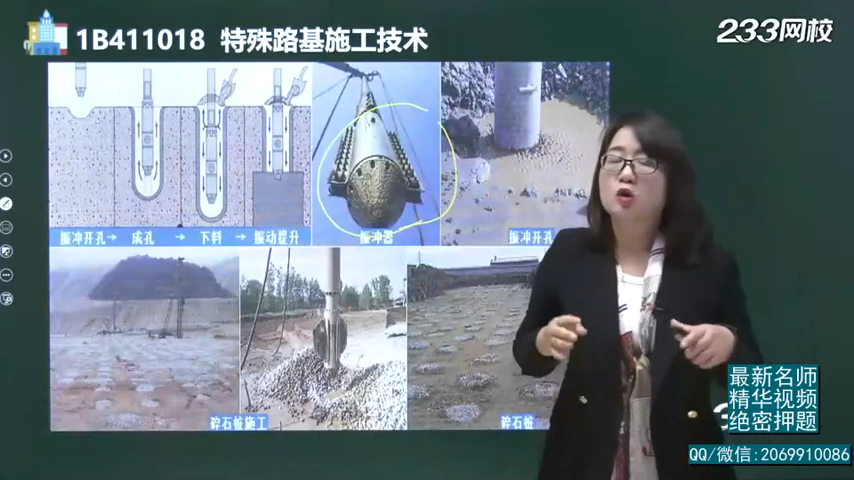 1B411018 特殊路基施工技术
233网校
振冲开孔→ 成孔 → 下料 → 振动提升
振冲器
振冲开孔
碎石桩施工
碎石桩
最新名师
精华视频
绝密押题
QQ/微信:2069910086